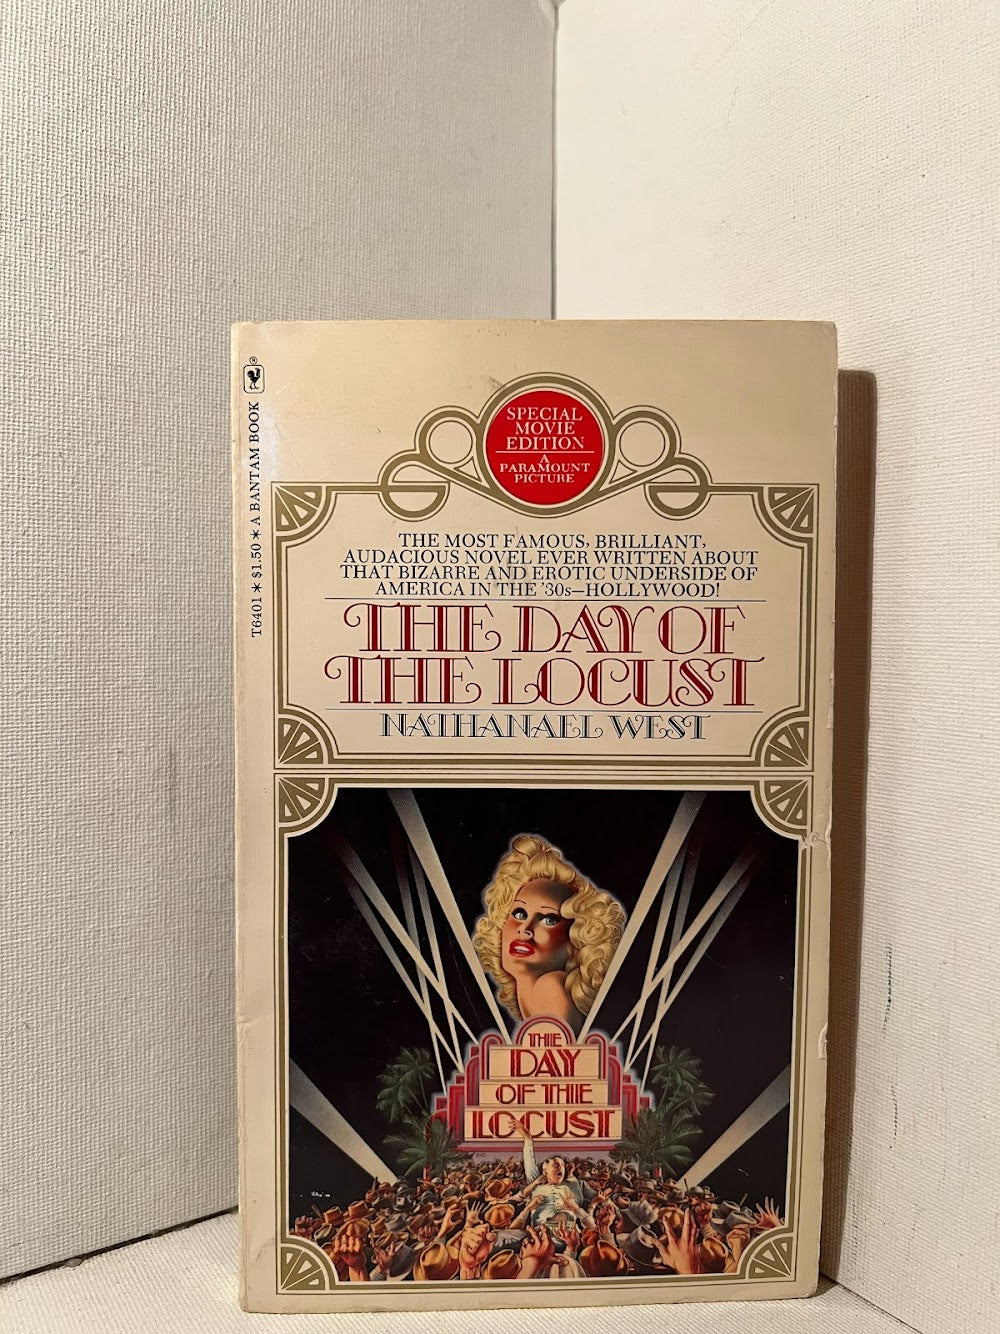 T6401 * $1.50 * A BANTAM BOOK
SPECIAL
MOVIE
EDITION
A
PARAMOUNT
PICTURE
THE MOST FAMOUS, BRILLIANT,
AUDACIOUS NOVEL EVER WRITTEN ABOUT
THAT BIZARRE AND EROTIC UNDERSIDE OF
AMERICA IN THE '30s—HOLLYWOOD!
THE DAY OF
THE LOCUST
NATHANAEL WEST
THE
DAY
OF THE
LOCUST